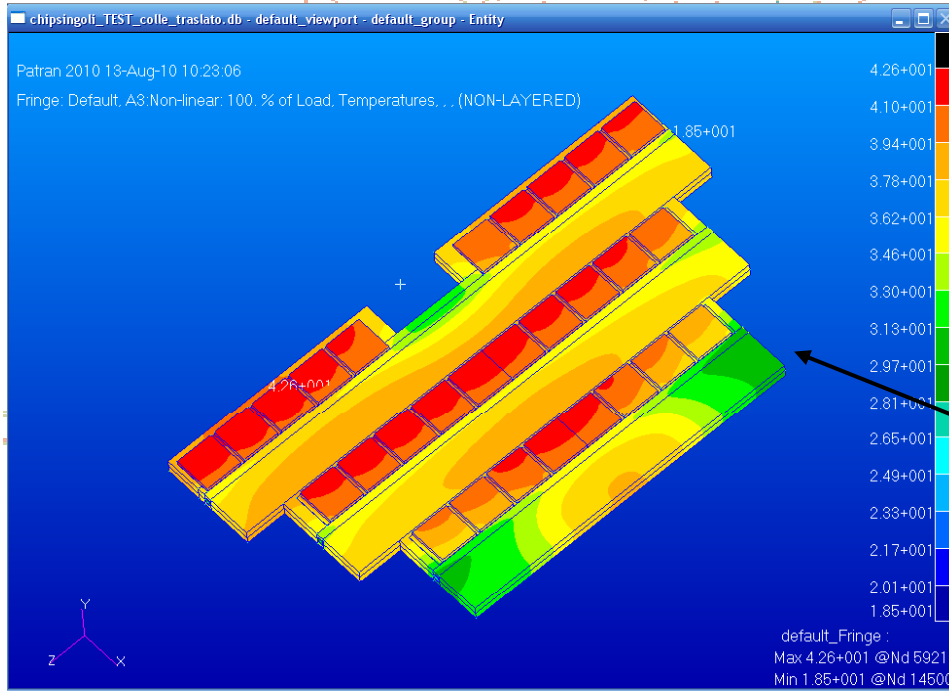 chipsingoli_TEST_colle_traslato.db - default_viewport - default_group - Entity
Patran 2010 13-Aug-10 10:23:06
Fringe: Default, A3:Non-linear: 100. % of Load, Temperatures, , , (NON-LAYERED)
1.85+001
4.26+001
4.26+001
4.10+001
3.94+001
3.78+001
3.62+001
3.46+001
3.30+001
3.13+001
2.97+001
2.81+001
2.65+001
2.49+001
2.33+001
2.17+001
2.01+001
1.85+001
Y
Z
X
default_Fringe :
Max 4.26+001 @Nd 5921
Min 1.85+001 @Nd 14500